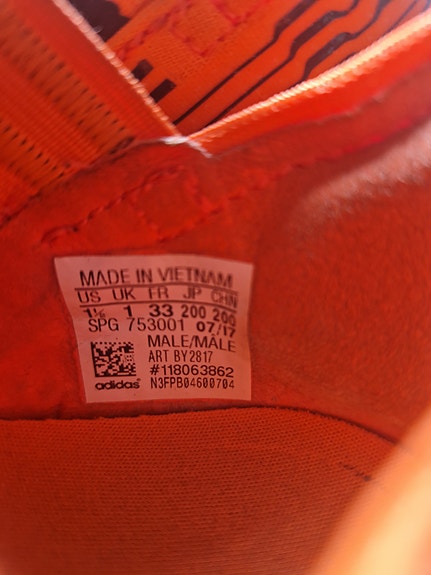 MADE IN VIETNAM
US UK FR JP CHN
1½ 1 33 200 200
SPG 753001 07/17
MALE/MÂLE
ART BY2817
#118063862
adidas® N3FPB04600704